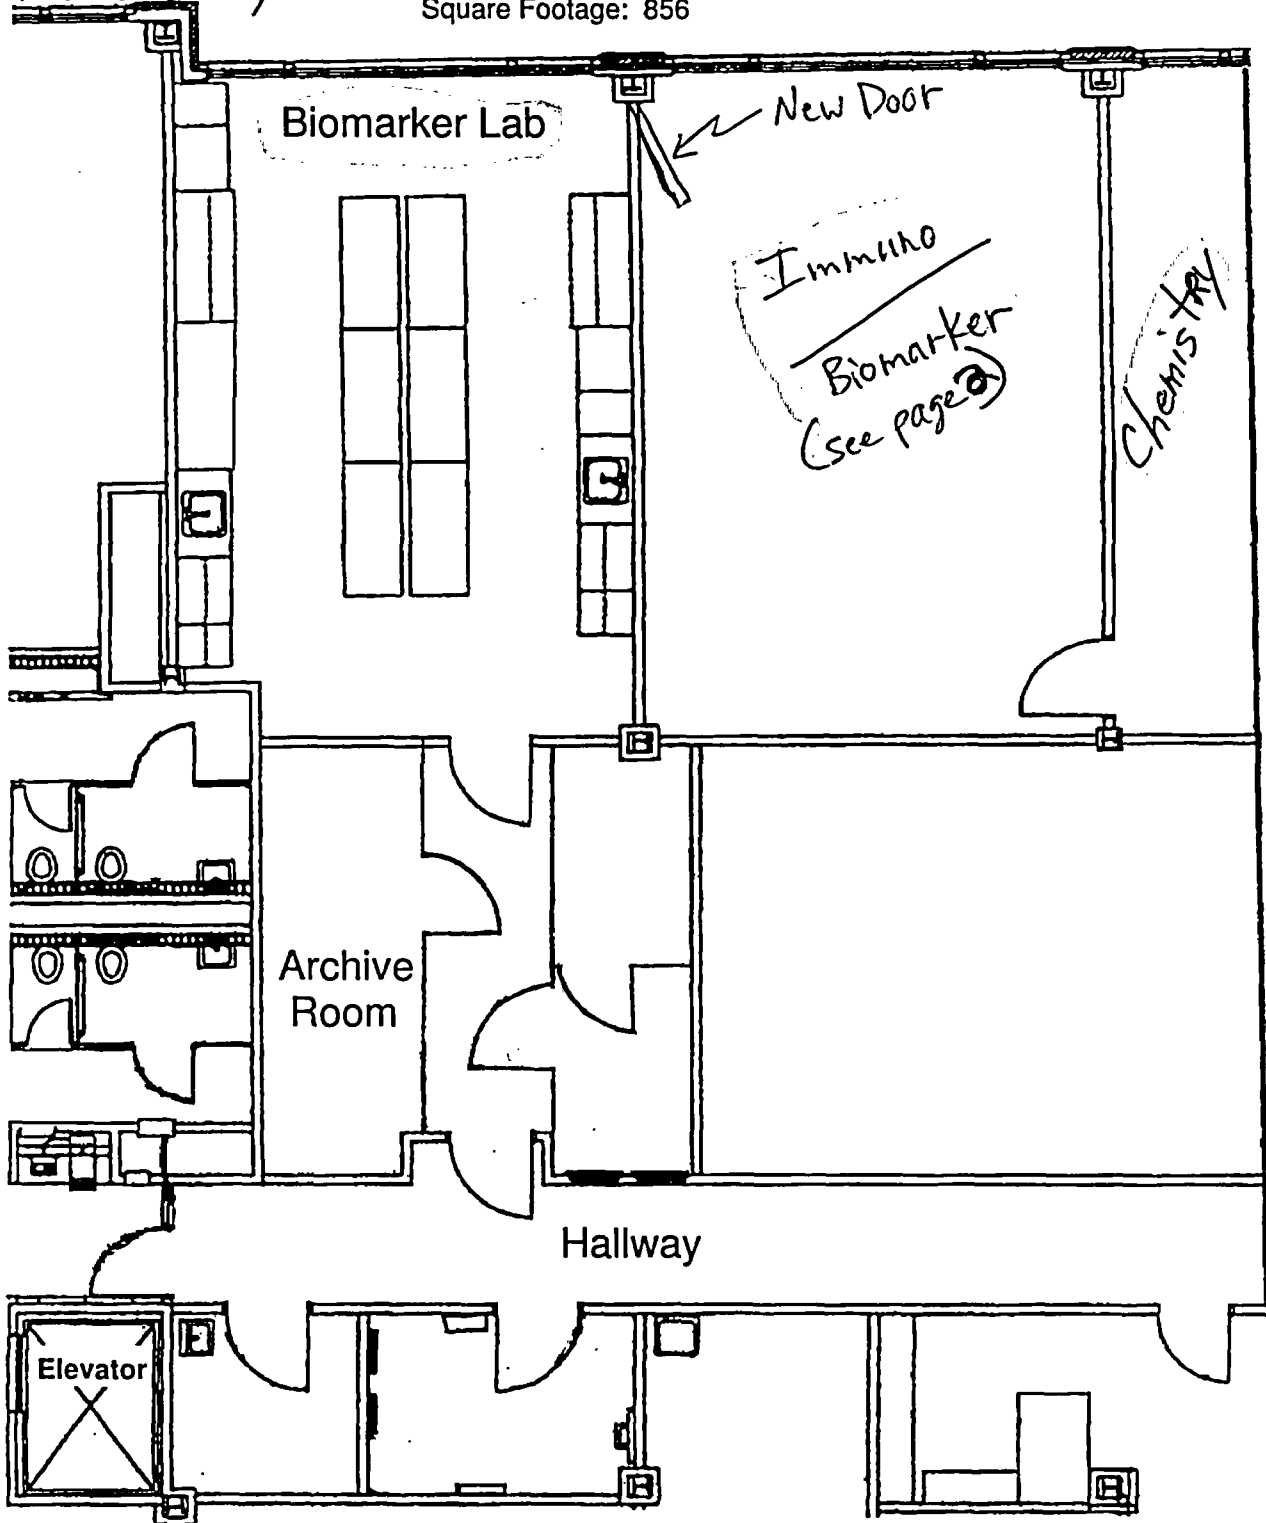 Square Footage: 856
Biomarker Lab
New Door
Immuno
Biomarker
(see page 2)
Chemistry
Archive
Room
Hallway
Elevator